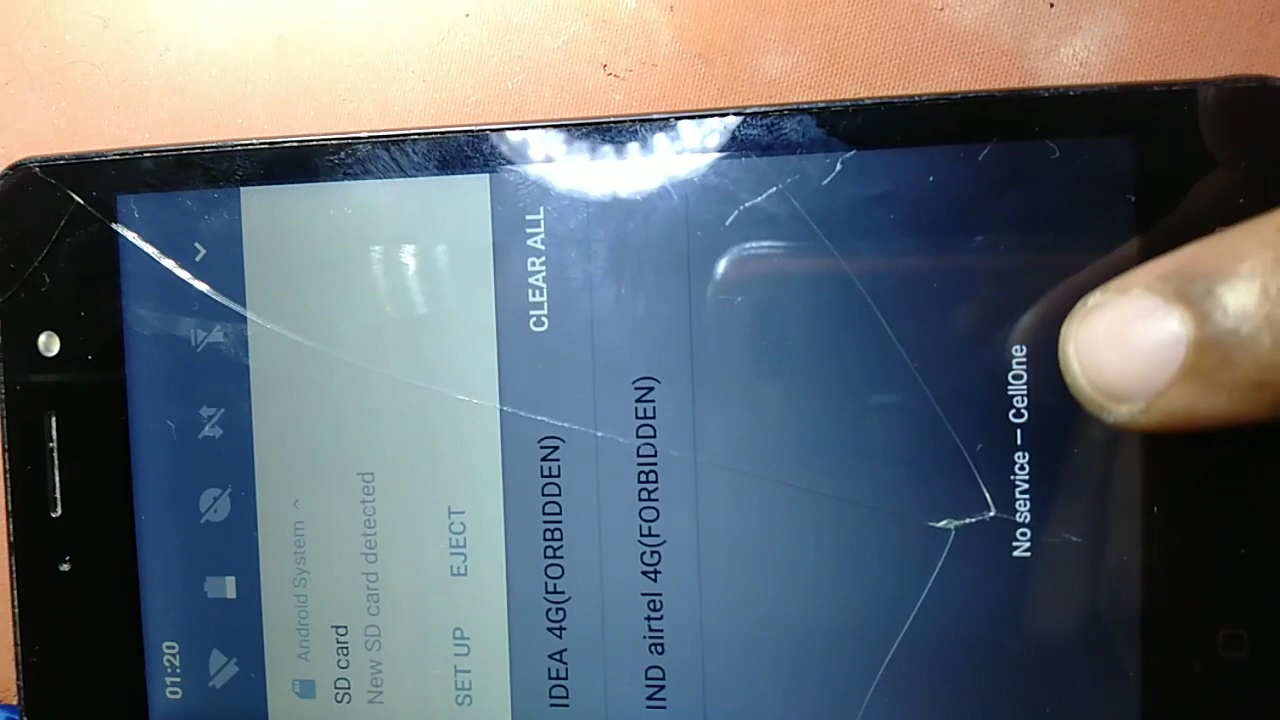 01:20
Android System
SD card
New SD card detected
SET UP EJECT
CLEAR ALL
IDEA 4G(FORBIDDEN)
IND airtel 4G(FORBIDDEN)
No service — CellOne